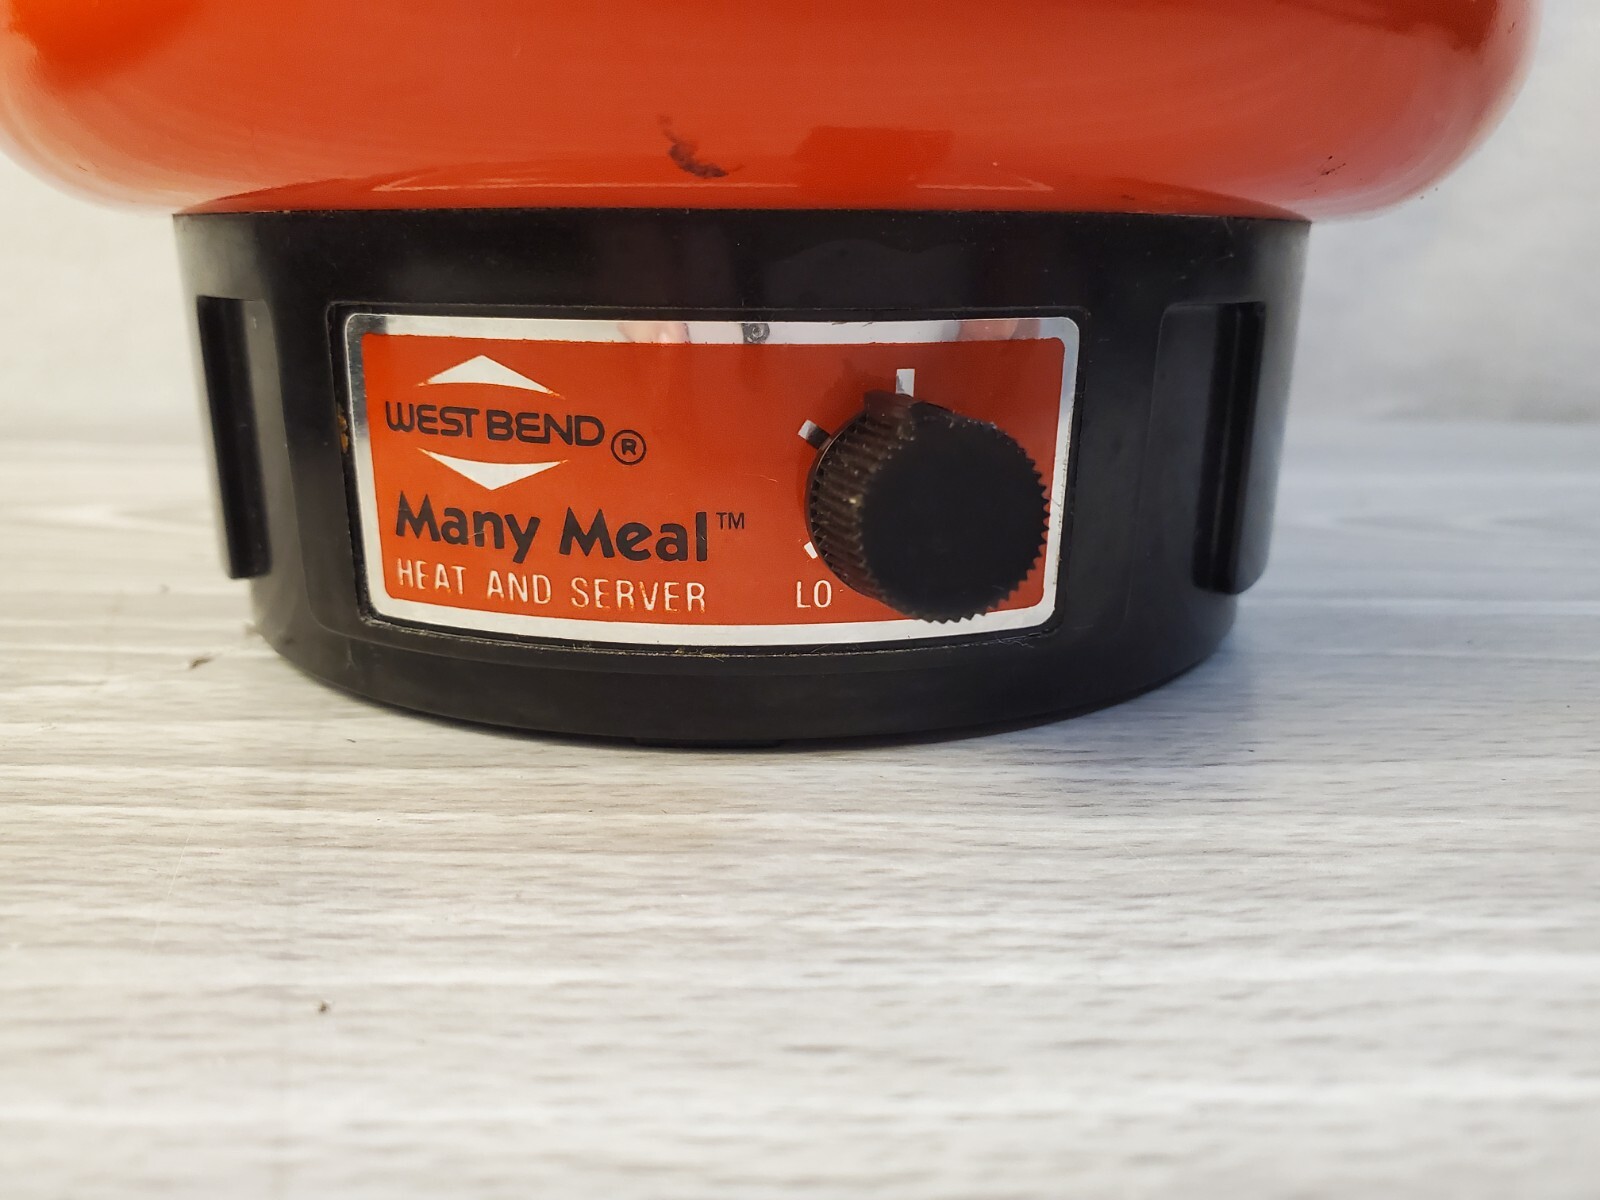 WEST BEND®
Many Meal™
HEAT AND SERVER
LO